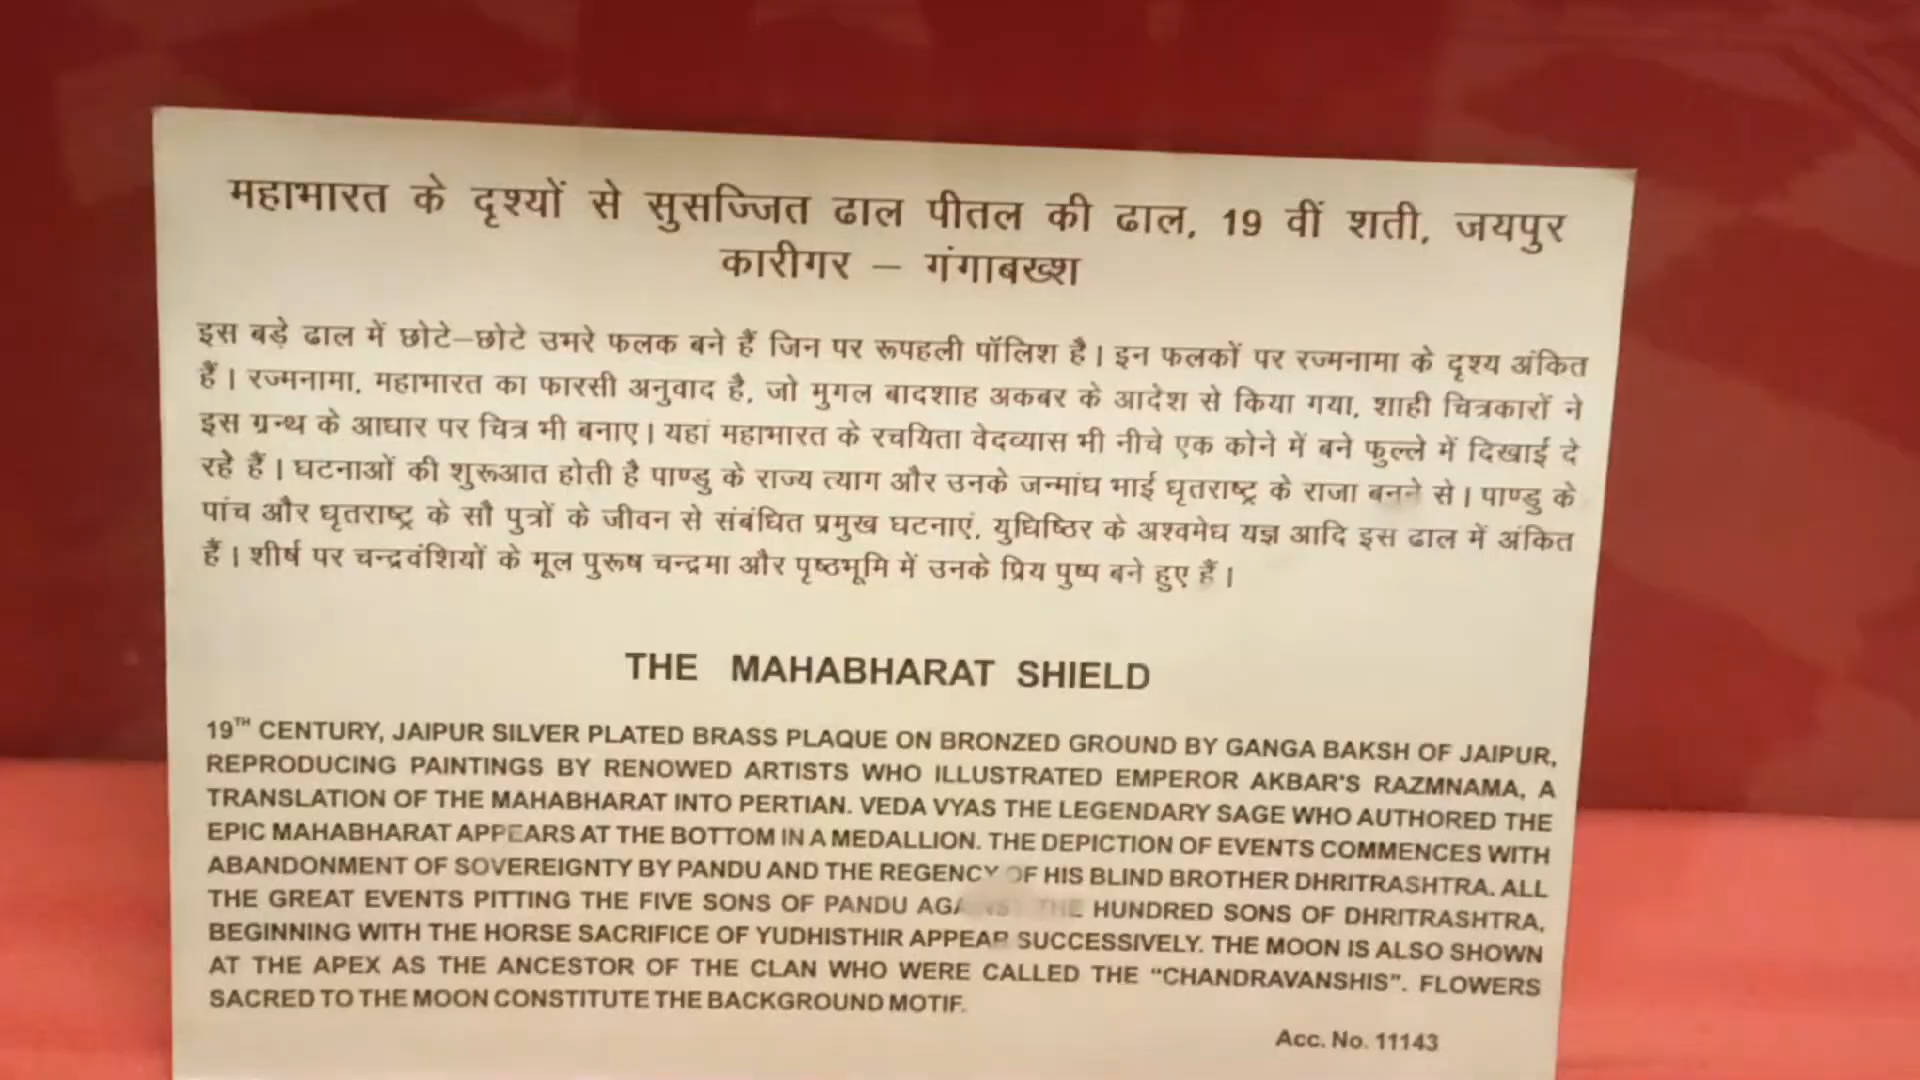 महाभारत के दृश्यों से सुसज्जित ढाल पीतल की ढाल, 19 वीं शती, जयपुर
कारीगर – गंगाबख्श
इस बड़े ढाल में छोटे–छोटे उभरे फलक बने हैं जिन पर रूपहली पॉलिश है। इन फलकों पर रज्मनामा के दृश्य अंकित
हैं। रज्मनामा, महाभारत का फारसी अनुवाद है, जो मुगल बादशाह अकबर के आदेश से किया गया, शाही चित्रकारों ने
इस ग्रन्थ के आधार पर चित्र भी बनाए। यहां महाभारत के रचयिता वेदव्यास भी नीचे एक कोने में बने फुल्ले में दिखाई दे
रहे हैं। घटनाओं की शुरूआत होती है पाण्डु के राज्य त्याग और उनके जन्मांध भाई धृतराष्ट्र के राजा बनने से। पाण्डु के
पांच और धृतराष्ट्र के सौ पुत्रों के जीवन से संबंधित प्रमुख घटनाएं, युधिष्ठिर के अश्वमेध यज्ञ आदि इस ढाल में अंकित
हैं। शीर्ष पर चन्द्रवंशियों के मूल पुरूष चन्द्रमा और पृष्ठभूमि में उनके प्रिय पुष्प बने हुए हैं।
THE MAHABHARAT SHIELD
19TH CENTURY, JAIPUR SILVER PLATED BRASS PLAQUE ON BRONZED GROUND BY GANGA BAKSH OF JAIPUR,
REPRODUCING PAINTINGS BY RENOWED ARTISTS WHO ILLUSTRATED EMPEROR AKBAR'S RAZMNAMA, A
TRANSLATION OF THE MAHABHARAT INTO PERTIAN. VEDA VYAS THE LEGENDARY SAGE WHO AUTHORED THE
EPIC MAHABHARAT APPEARS AT THE BOTTOM IN A MEDALLION. THE DEPICTION OF EVENTS COMMENCES WITH
ABANDONMENT OF SOVEREIGNTY BY PANDU AND THE REGENCY OF HIS BLIND BROTHER DHRITRASHTRA. ALL
THE GREAT EVENTS PITTING THE FIVE SONS OF PANDU AGAINST THE HUNDRED SONS OF DHRITRASHTRA,
BEGINNING WITH THE HORSE SACRIFICE OF YUDHISTHIR APPEAR SUCCESSIVELY. THE MOON IS ALSO SHOWN
AT THE APEX AS THE ANCESTOR OF THE CLAN WHO WERE CALLED THE “CHANDRAVANSHIS”. FLOWERS
SACRED TO THE MOON CONSTITUTE THE BACKGROUND MOTIF.
Acc. No. 11143